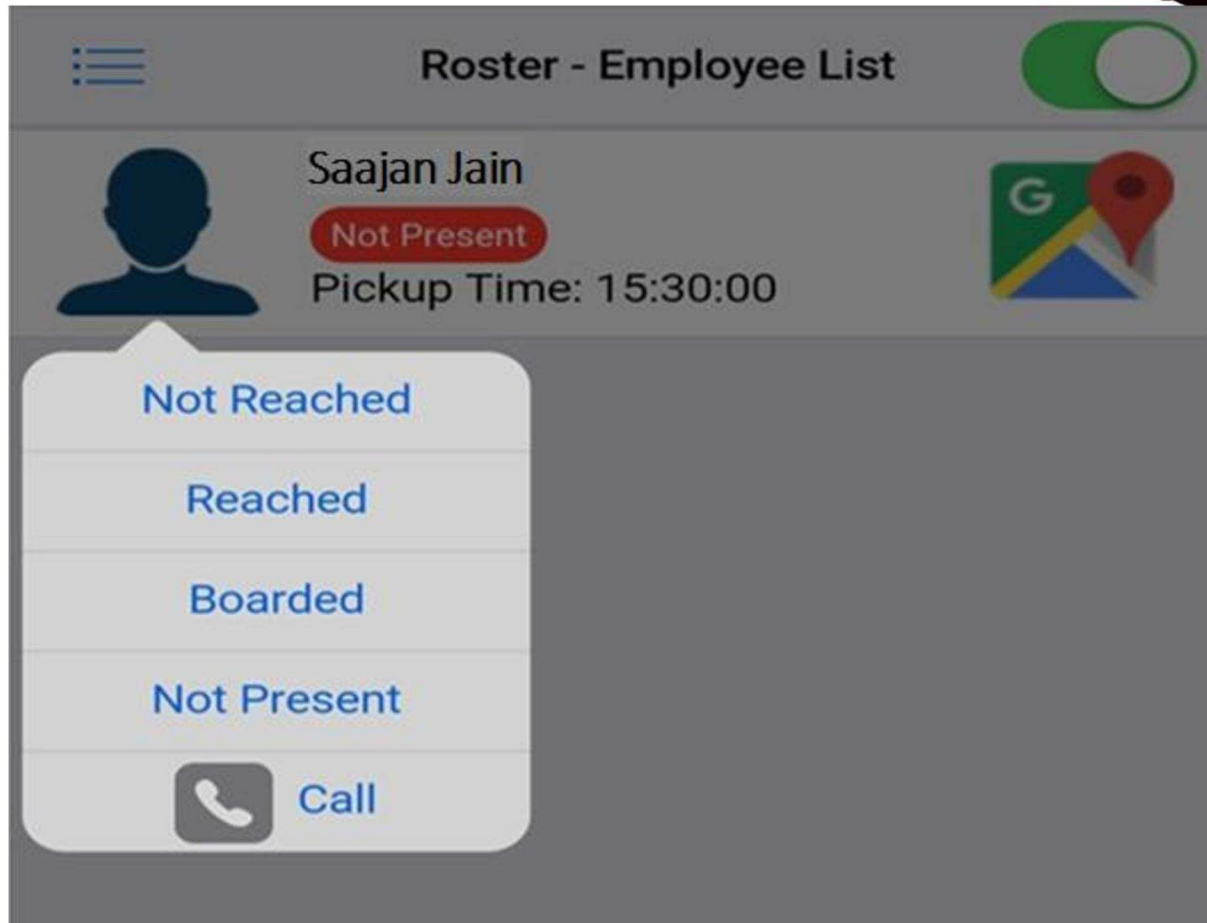 Roster - Employee List
Saajan Jain
Not Present
Pickup Time: 15:30:00
G
Not Reached
Reached
Boarded
Not Present
Call